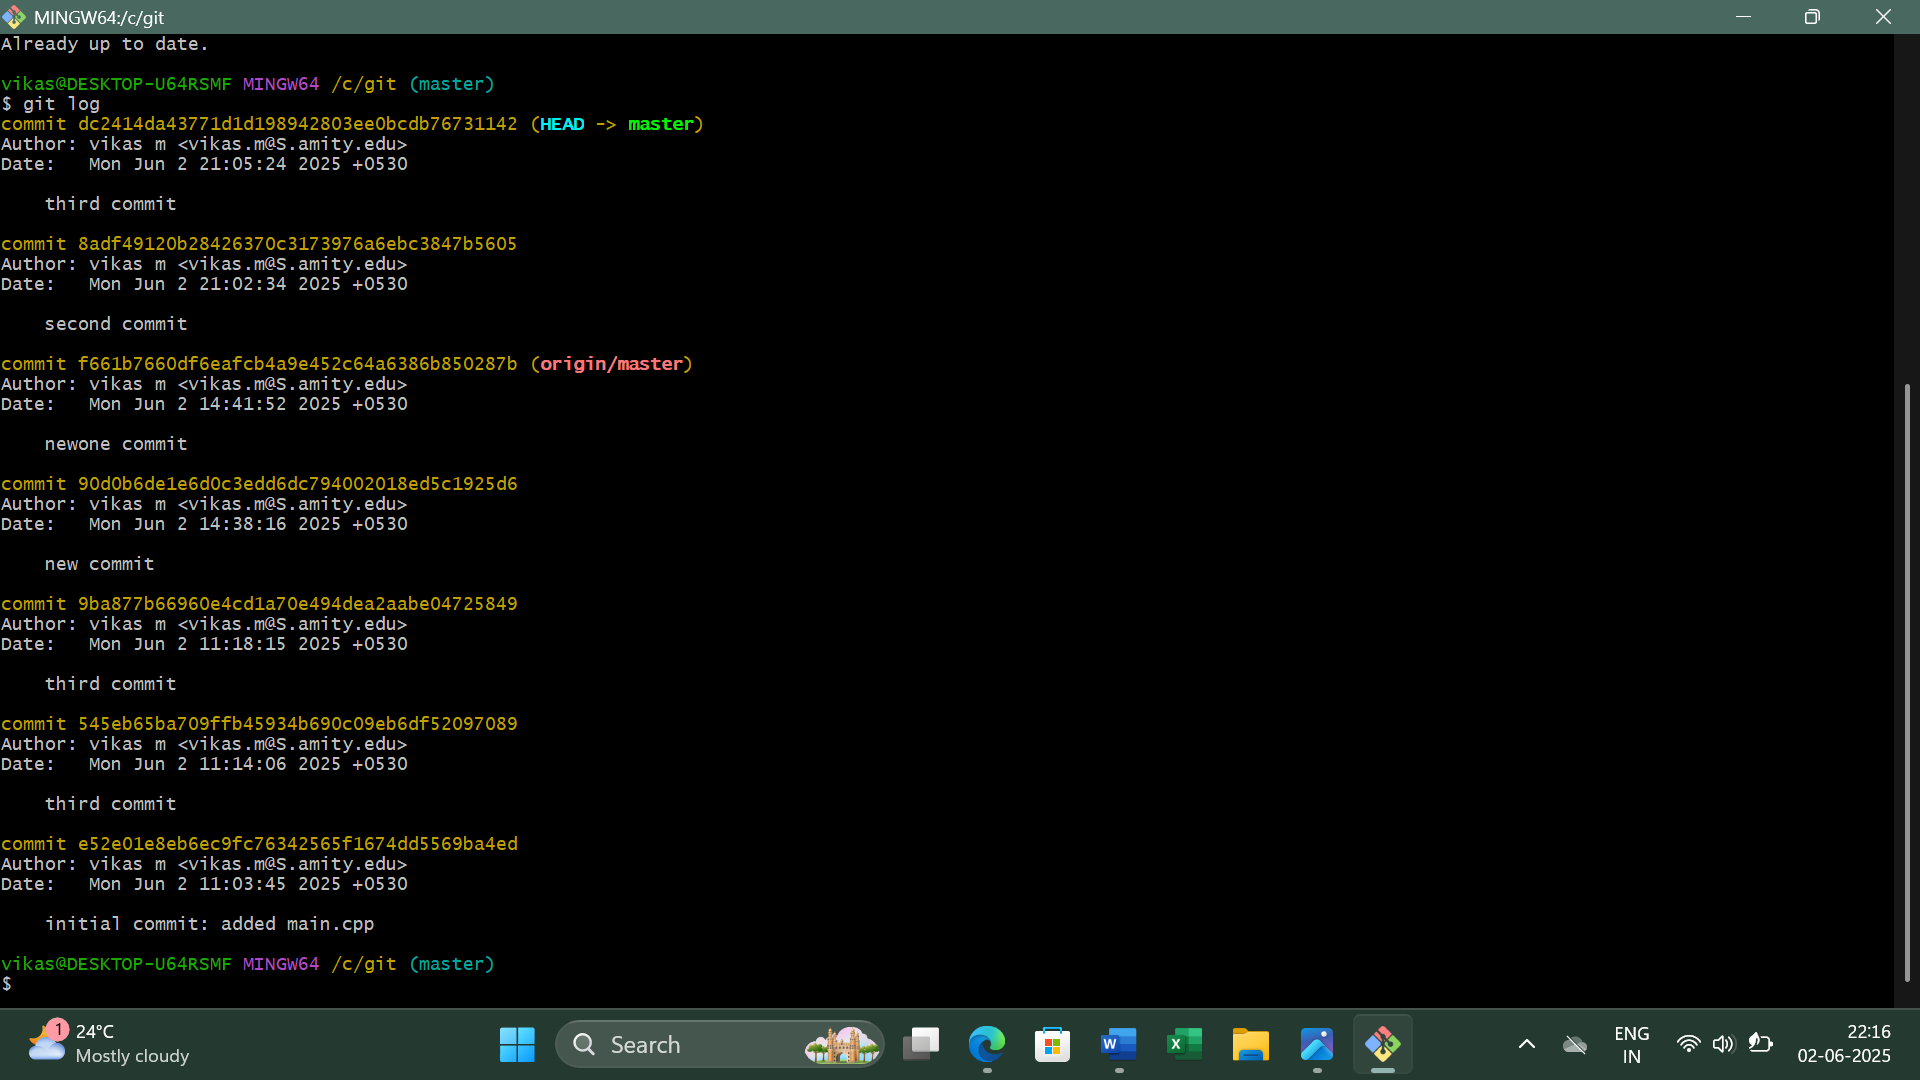 MINGW64:/c/git
Already up to date.
vikas@DESKTOP-U64RSMF MINGW64 /c/git (master)
$ git log
commit dc2414da43771d1d198942803ee0bcdb76731142 (HEAD -> master)
Author: vikas m <vikas.m@S.amity.edu>
Date:   Mon Jun 2 21:05:24 2025 +0530
    third commit
commit 8adf49120b28426370c3173976a6ebc3847b5605
Author: vikas m <vikas.m@S.amity.edu>
Date:   Mon Jun 2 21:02:34 2025 +0530
    second commit
commit f661b7660df6eafcb4a9e452c64a6386b850287b (origin/master)
Author: vikas m <vikas.m@S.amity.edu>
Date:   Mon Jun 2 14:41:52 2025 +0530
    newone commit
commit 90d0b6de1e6d0c3edd6dc794002018ed5c1925d6
Author: vikas m <vikas.m@S.amity.edu>
Date:   Mon Jun 2 14:38:16 2025 +0530
    new commit
commit 9ba877b66960e4cd1a70e494dea2aabe04725849
Author: vikas m <vikas.m@S.amity.edu>
Date:   Mon Jun 2 11:18:15 2025 +0530
    third commit
commit 545eb65ba709ffb45934b690c09eb6df52097089
Author: vikas m <vikas.m@S.amity.edu>
Date:   Mon Jun 2 11:14:06 2025 +0530
    third commit
commit e52e01e8eb6ec9fc76342565f1674dd5569ba4ed
Author: vikas m <vikas.m@S.amity.edu>
Date:   Mon Jun 2 11:03:45 2025 +0530
    initial commit: added main.cpp
vikas@DESKTOP-U64RSMF MINGW64 /c/git (master)
$
1
24°C
Mostly cloudy
Search
W
X
ENG
IN
22:16
02-06-2025